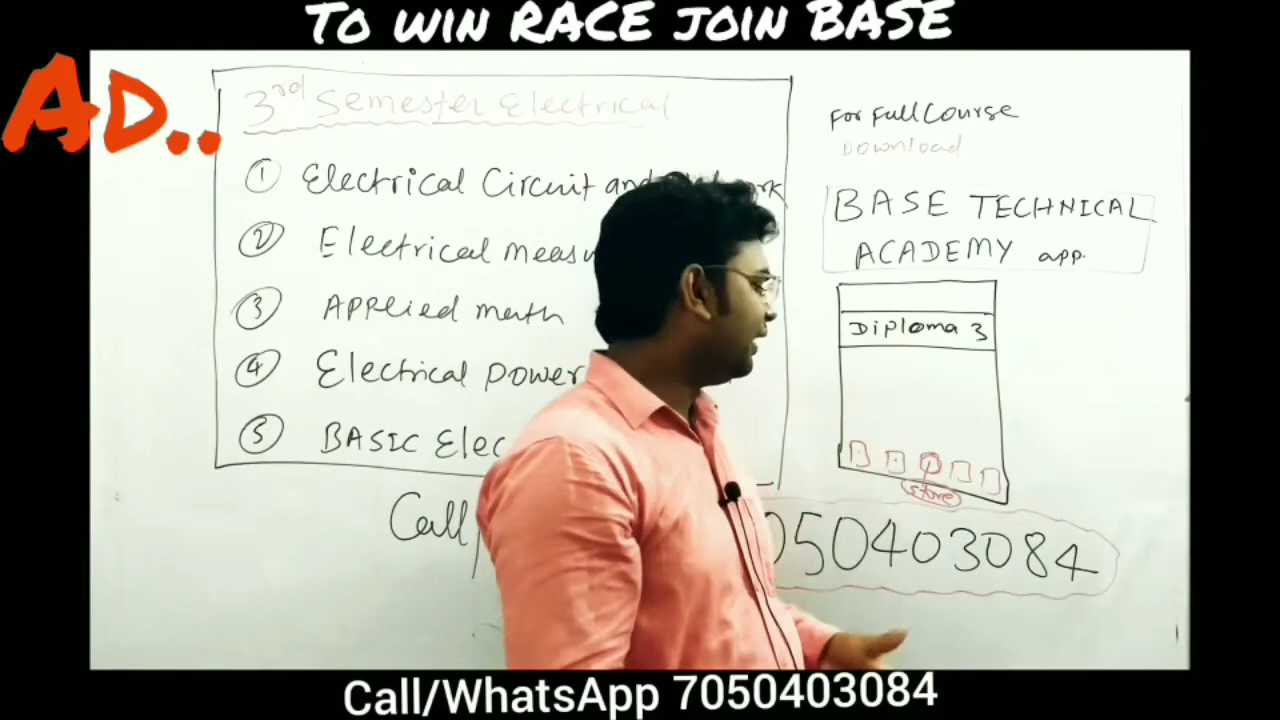 To WIN RACE JOIN BASE
AD..
3rd Semester Electrical
1 Electrical Circuit and
2 Electrical meas
3 Applied math
4 Electrical power
5 BASIC Elec
Call/
050403084
For Full Course
Download
BASE TECHNICAL
ACADEMY app.
Diploma 3
Store
Call/WhatsApp 7050403084